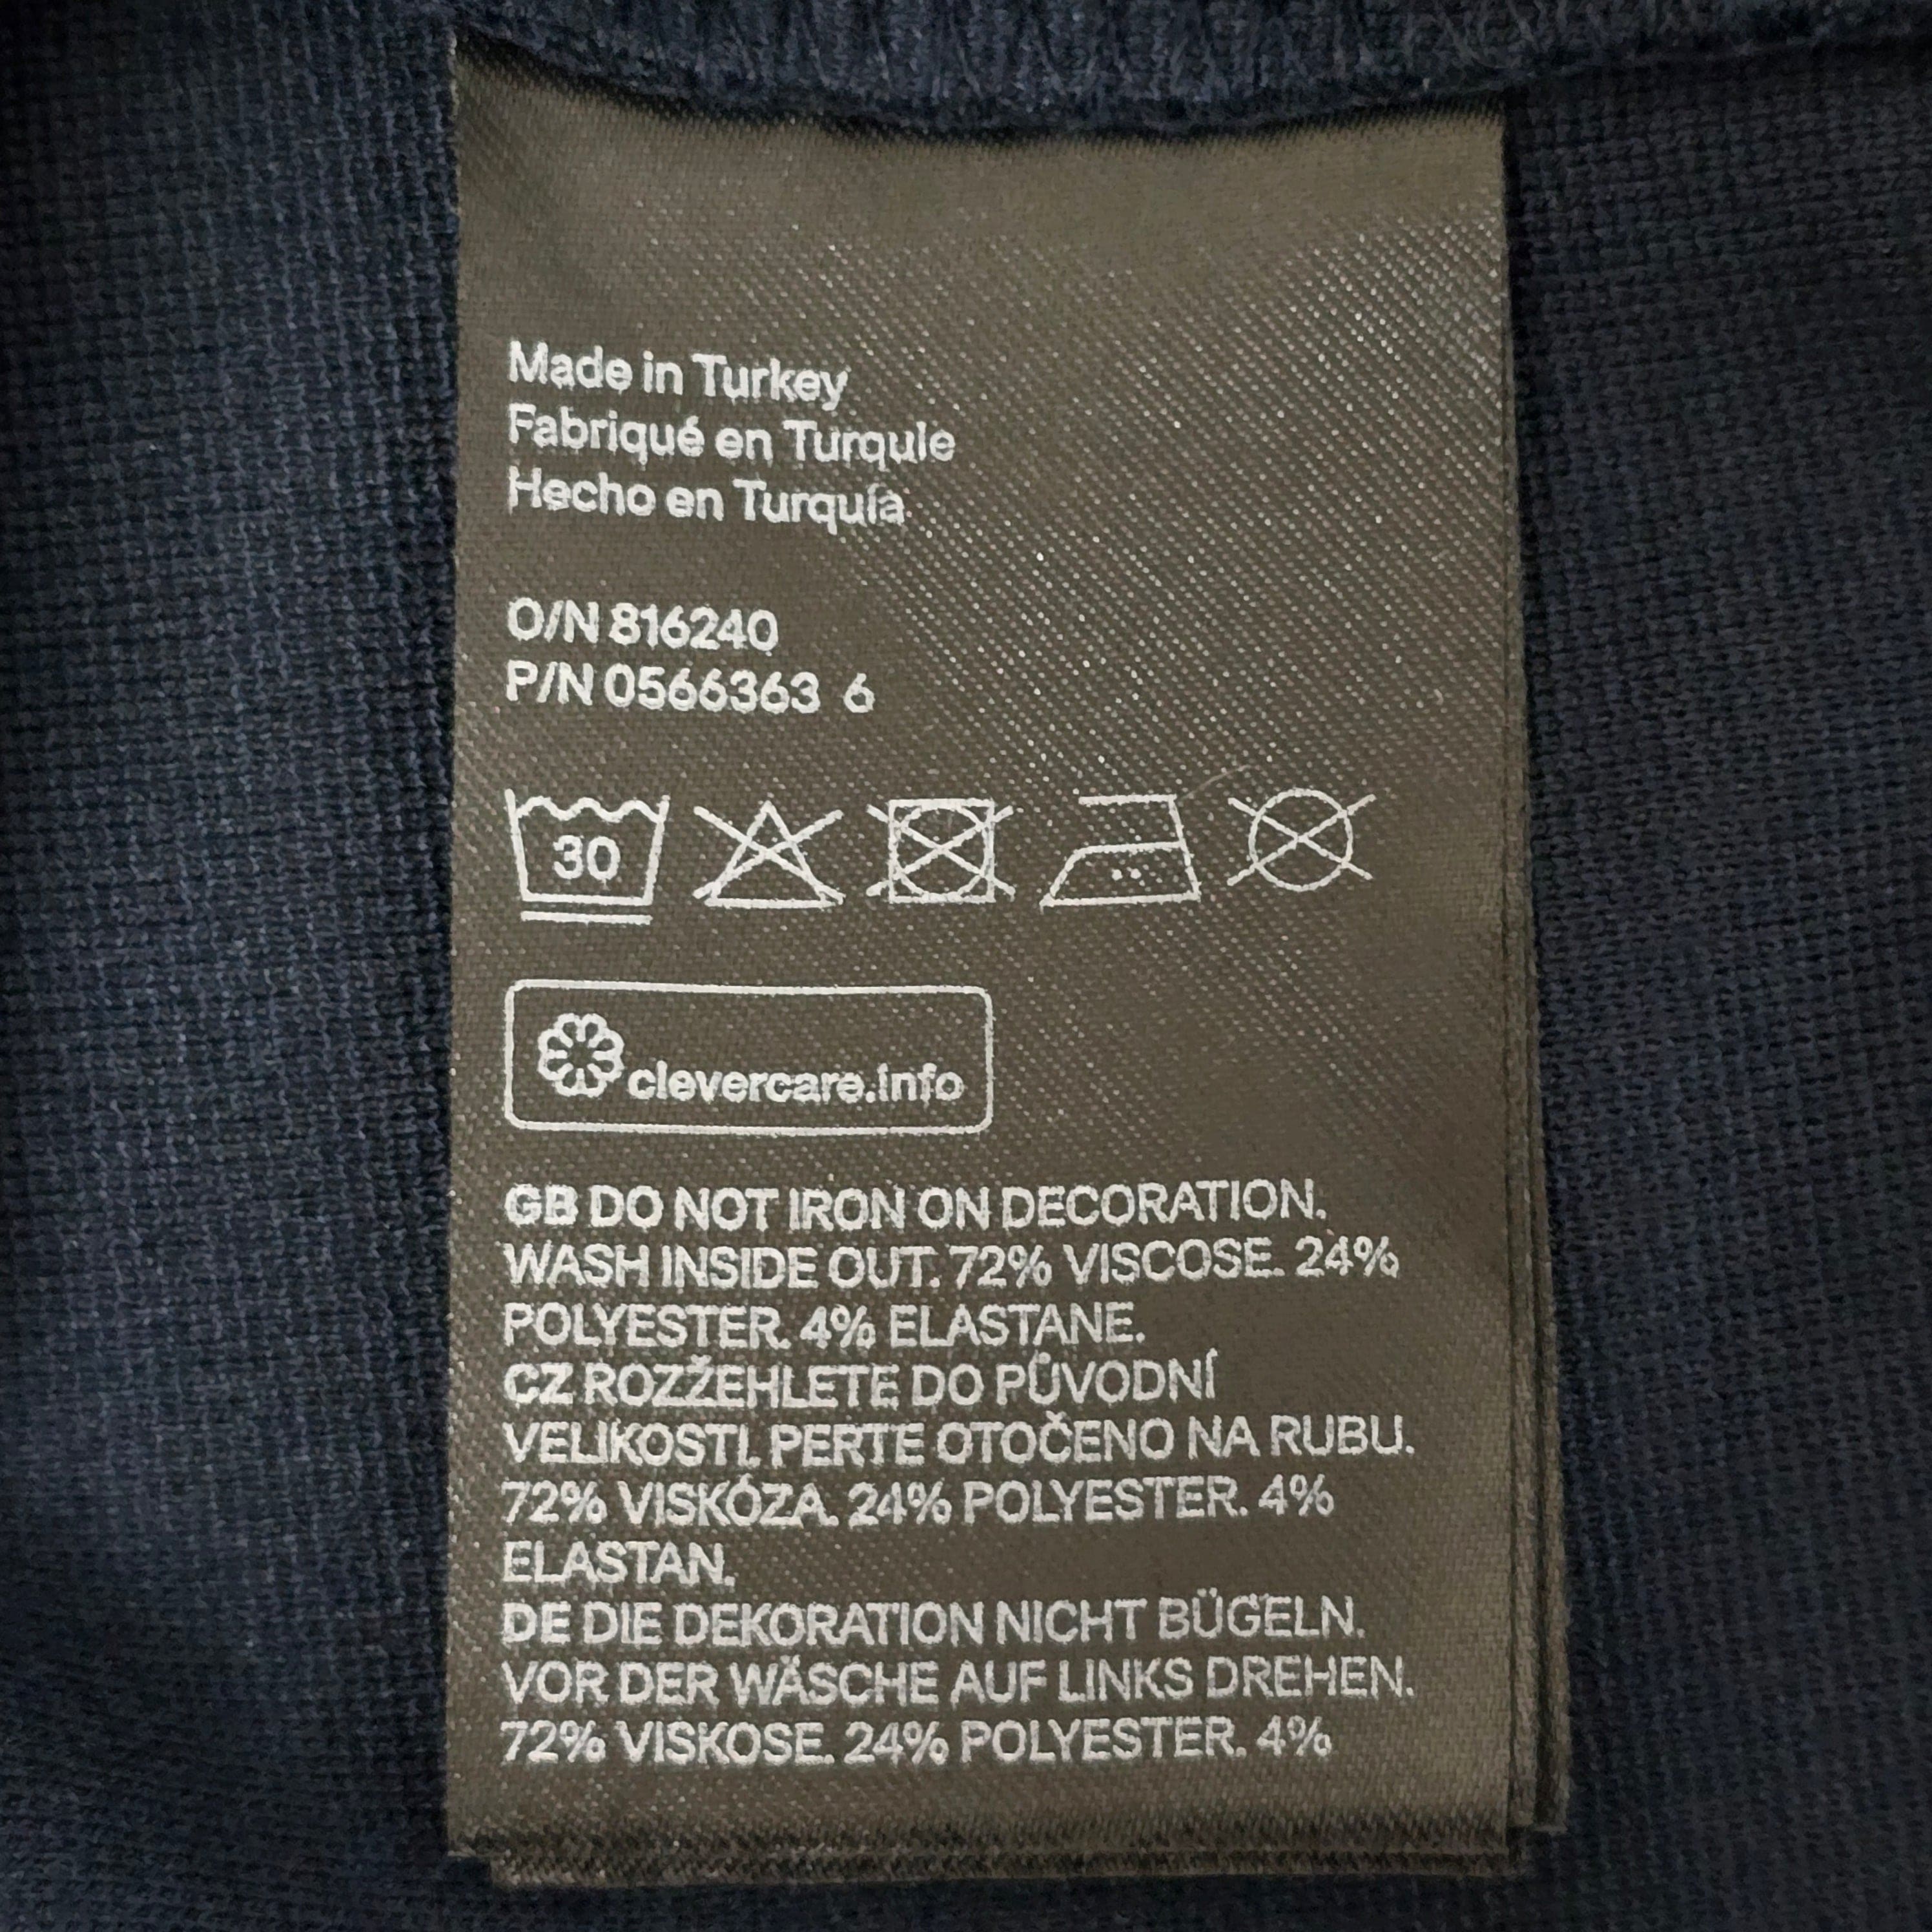 Made in Turkey
Fabriqué en Turquie
Hecho en Turquía
O/N 816240
P/N 0566363 6
30
clevercare.info
GB DO NOT IRON ON DECORATION.
WASH INSIDE OUT. 72% VISCOSE. 24%
POLYESTER. 4% ELASTANE.
CZ ROZŽEHLETE DO PŮVODNÍ
VELIKOSTI. PERTE OTOČENO NA RUBU.
72% VISKÓZA. 24% POLYESTER. 4%
ELASTAN.
DE DIE DEKORATION NICHT BÜGELN.
VOR DER WÄSCHE AUF LINKS DREHEN.
72% VISKOSE. 24% POLYESTER. 4%